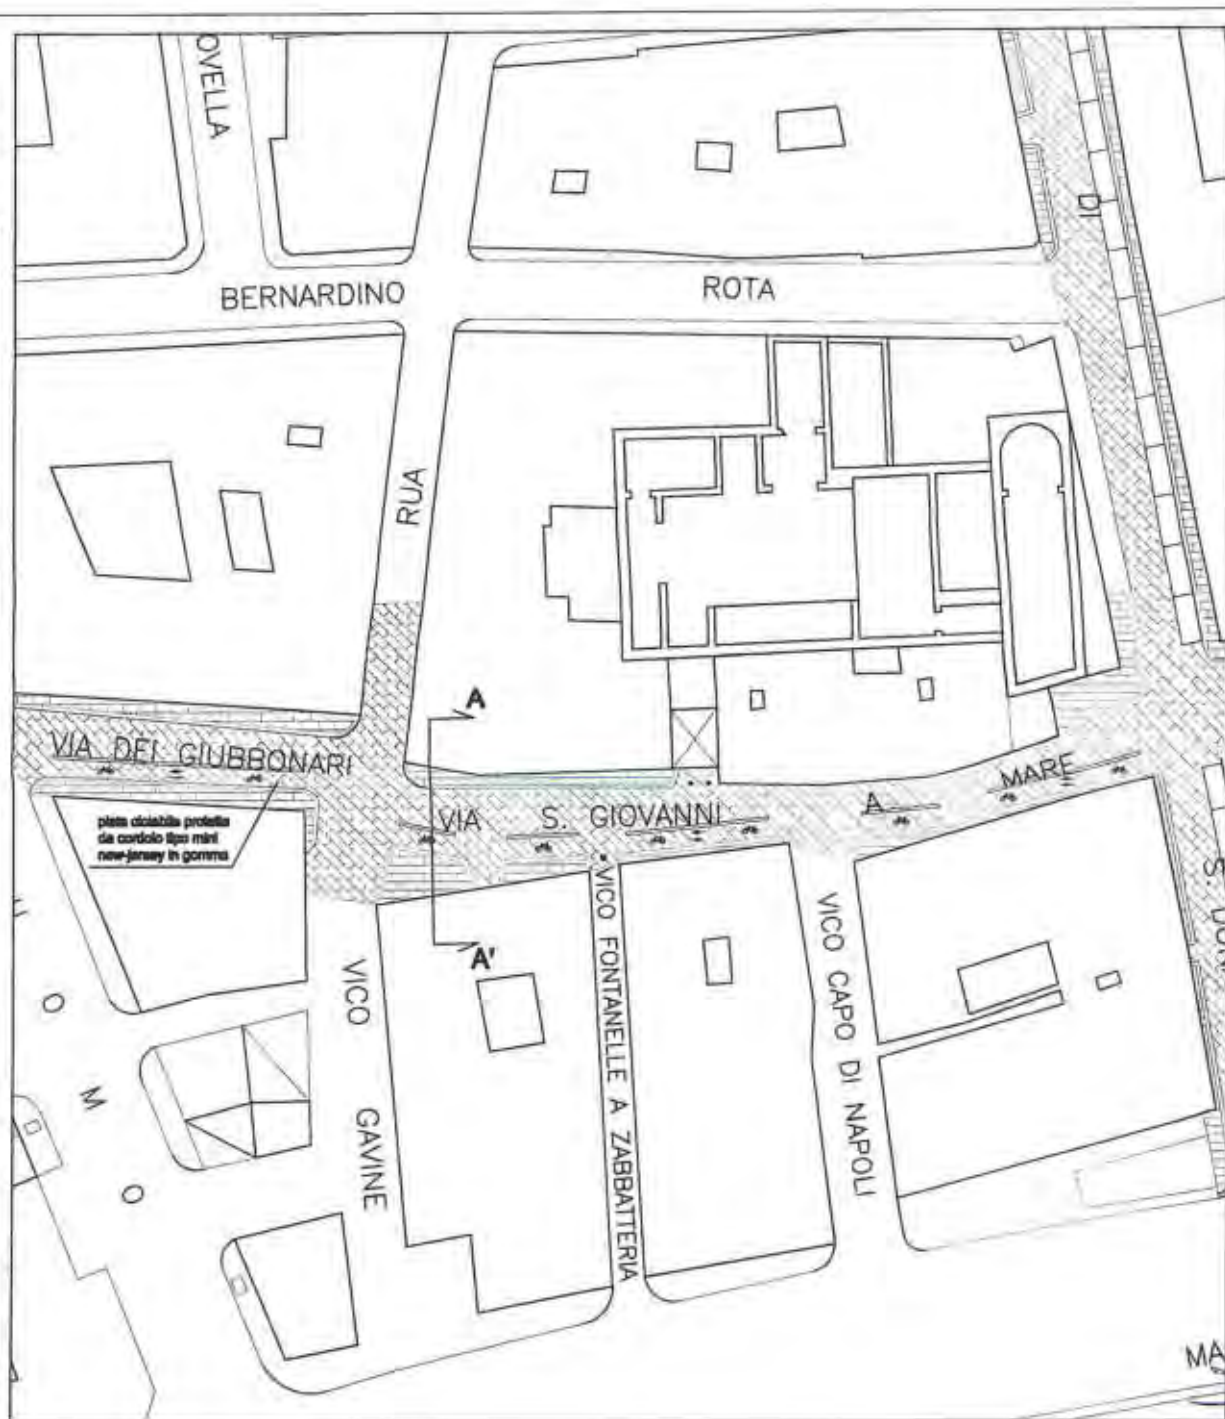 OVELLA
DI
BERNARDINO ROTA
RUA
A
VIA DEI GIUBBONARI
MARE
A
VIA S. GIOVANNI
pista ciclabile protetta
da cordolo tipo mini
new-jersey in gomma
S. DON
VICO FONTANELLE A ZABBATTERIA
VICO CAPO DI NAPOLI
A'
VICO GAVINE
U O M O
MA